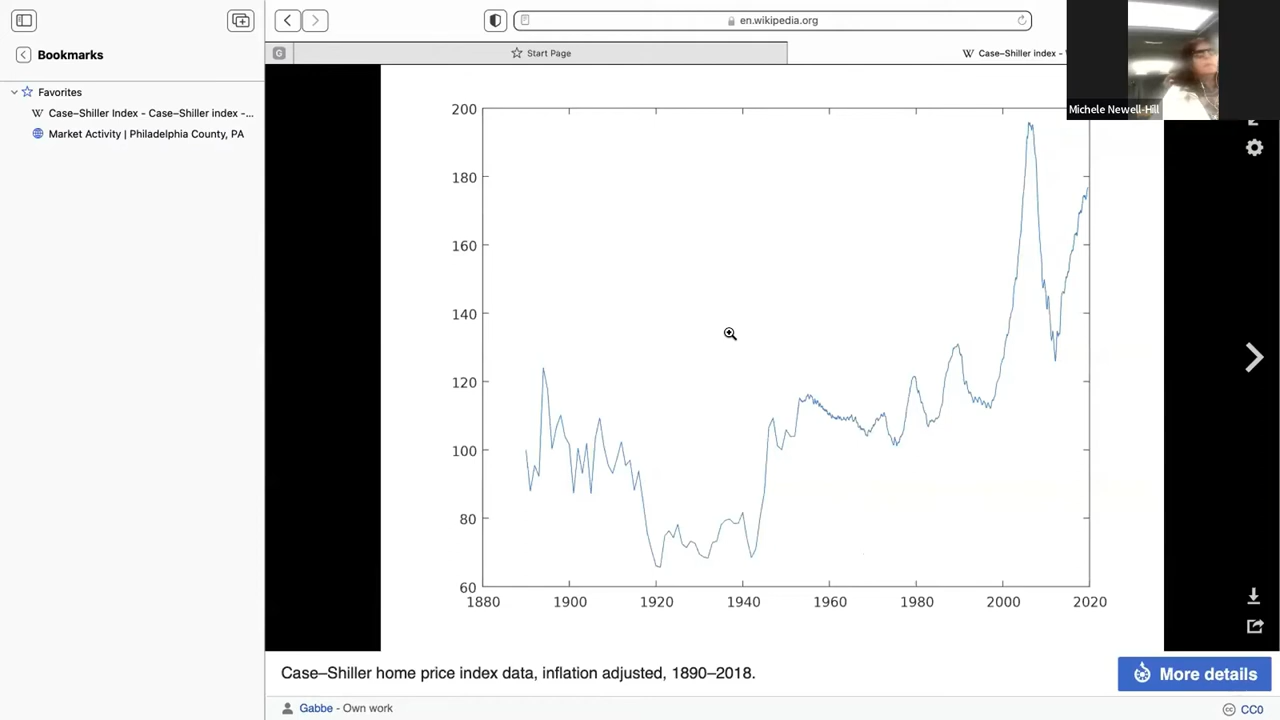 en.wikipedia.org
Bookmarks
G
Start Page
W Case–Shiller index -
Favorites
W Case–Shiller Index - Case–Shiller index -...
Market Activity | Philadelphia County, PA
Michele Newell-Hill
200
180
160
140
120
100
80
60
1880 1900 1920 1940 1960 1980 2000 2020
Case–Shiller home price index data, inflation adjusted, 1890–2018.
More details
Gabbe - Own work
cc CC0